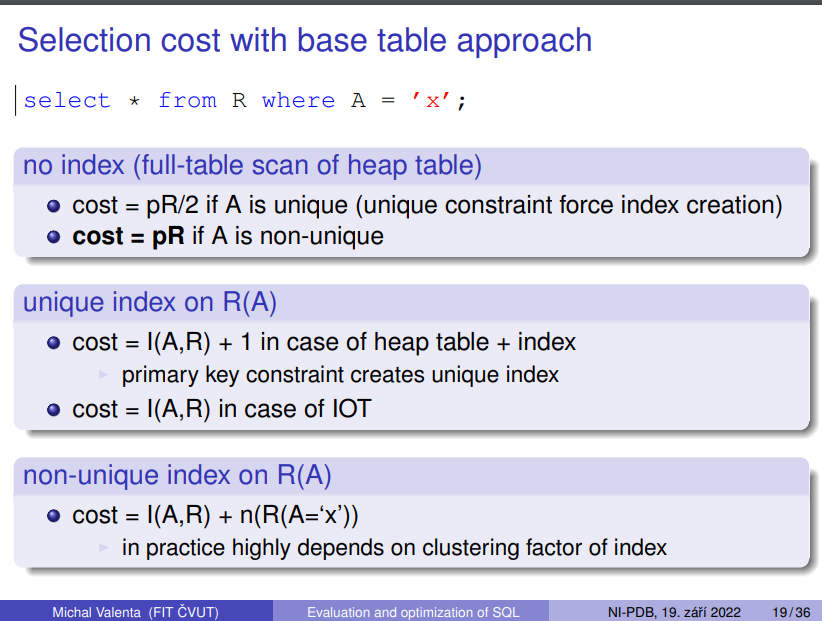 Selection cost with base table approach
select * from R where A = 'x';
no index (full-table scan of heap table)
cost = pR/2 if A is unique (unique constraint force index creation)
cost = pR if A is non-unique
unique index on R(A)
cost = I(A,R) + 1 in case of heap table + index
primary key constraint creates unique index
cost = I(A,R) in case of IOT
non-unique index on R(A)
cost = I(A,R) + n(R(A=‘x’))
in practice highly depends on clustering factor of index
Michal Valenta (FIT ČVUT) Evaluation and optimization of SQL NI-PDB, 19. září 2022 19 / 36